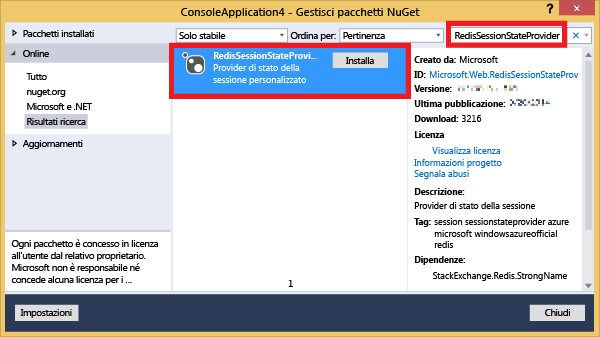 ConsoleApplication4 - Gestisci pacchetti NuGet
? ×
Pacchetti installati
Online
Tutto
nuget.org
Microsoft e .NET
Risultati ricerca
Aggiornamenti
Ogni pacchetto è concesso in licenza
all'utente dal relativo proprietario.
Microsoft non è responsabile né
concede alcuna licenza per i ...
Solo stabile
Ordina per: Pertinenza
RedisSessionStateProvider
RedisSessionStateProvi...
Provider di stato della
sessione personalizzato
Installa
1
Creato da: Microsoft
ID: Microsoft.Web.RedisSessionStateProv
Versione:
Ultima pubblicazione:
Download: 3216
Licenza
Visualizza licenza
Informazioni progetto
Segnala abusi
Descrizione:
Provider di stato della sessione
Tag: session sessionstateprovider azure
microsoft windowsazureofficial
redis
Dipendenze:
StackExchange.Redis.StrongName
Impostazioni
Chiudi